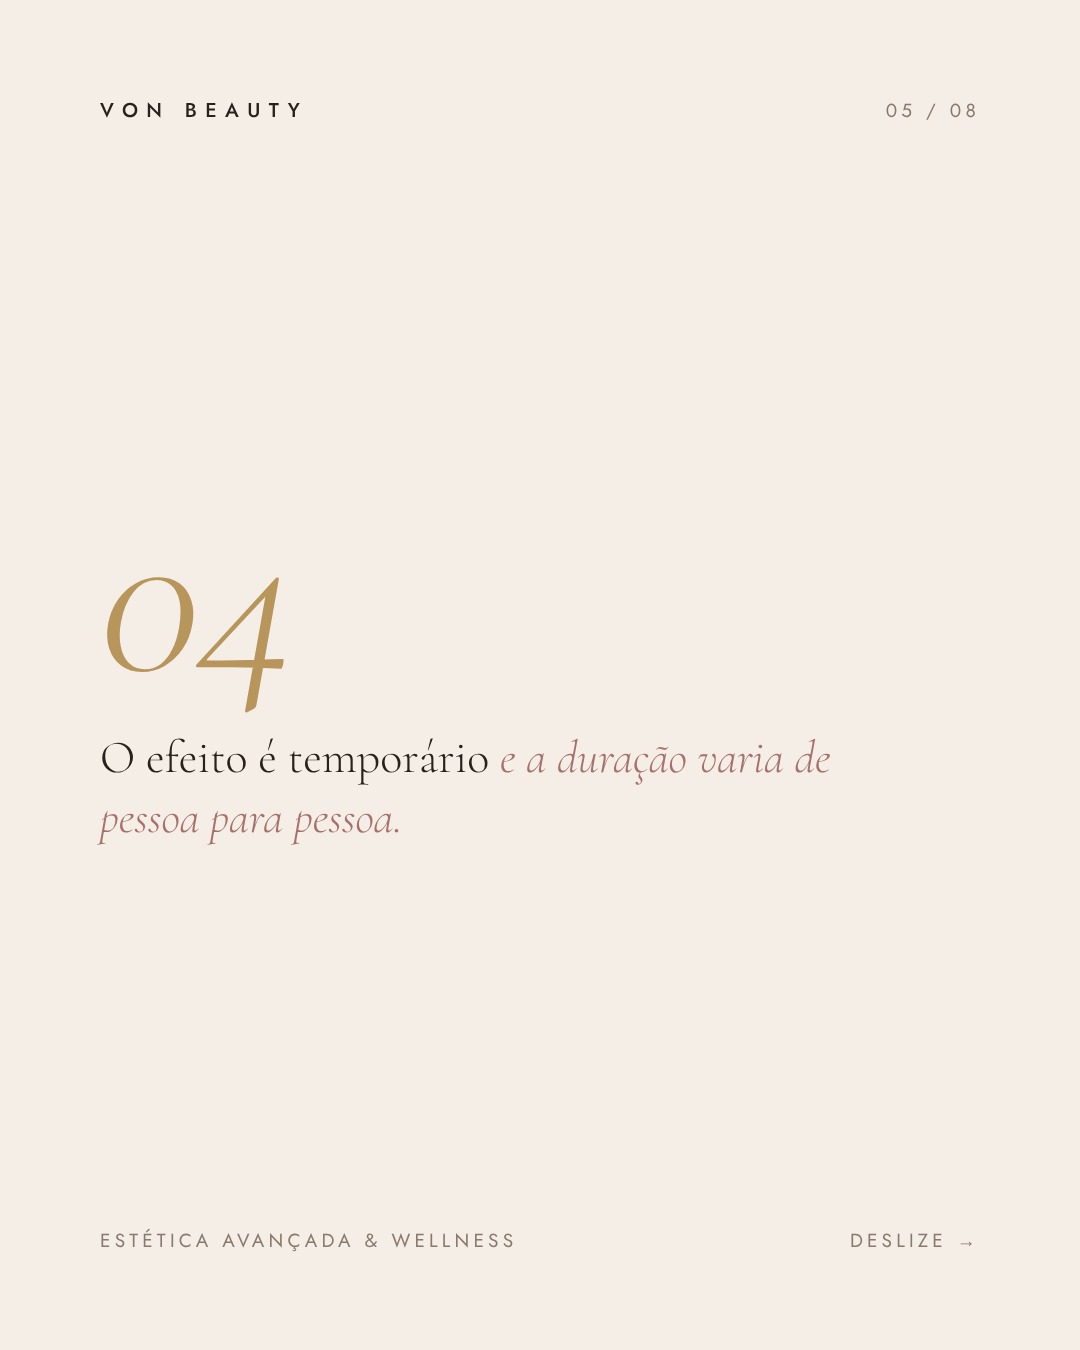 VON BEAUTY
05 / 08
04
O efeito é temporário e a duração varia de
pessoa para pessoa.
ESTÉTICA AVANÇADA & WELLNESS
DESLIZE →